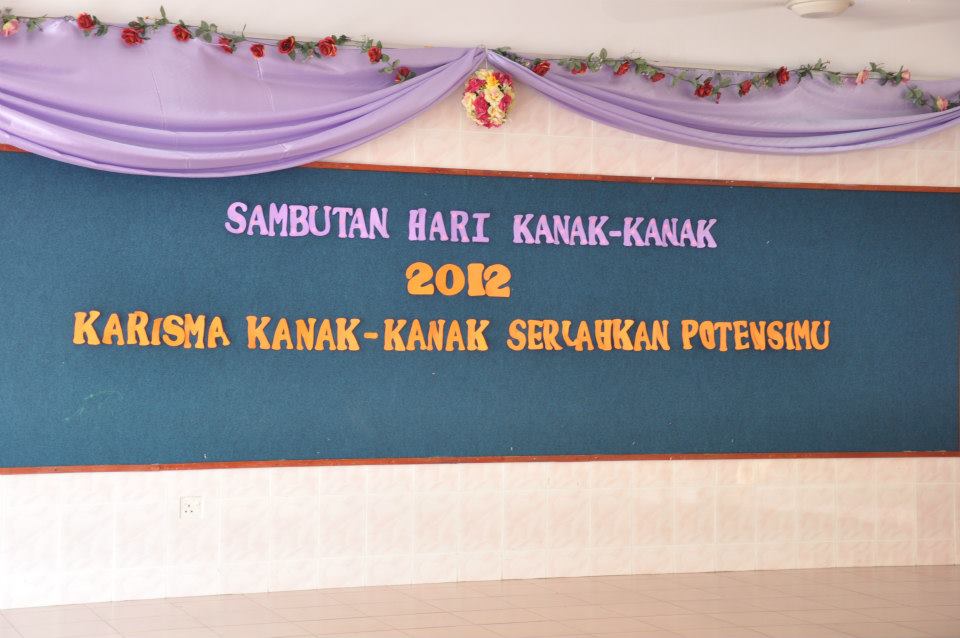 SAMBUTAN HARI KANAK-KANAK
2012
KARISMA KANAK-KANAK SERLAHKAN POTENSIMU